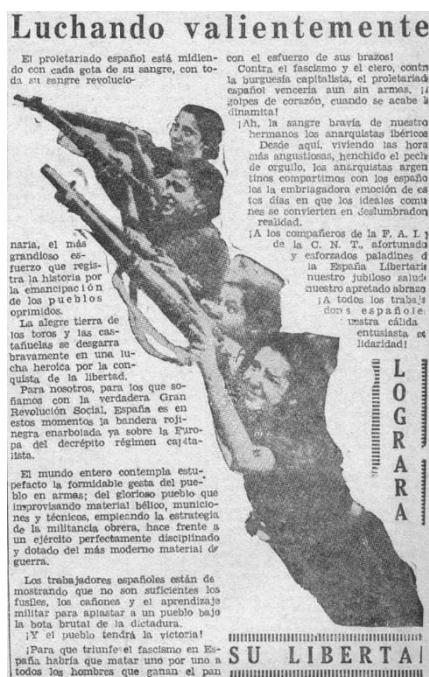 Luchando valientemente
El proletariado español está midien-
do con cada gota de su sangre, con to-
da su sangre revolucio-
naria, el más
grandioso es-
fuerzo que regis-
tra la historia por
la emancipación
de los pueblos
oprimidos.
La alegre tierra de
los toros y las cas-
tañuelas se desgarra
bravamente en una lu-
cha heroica por la con-
quista de la libertad.
Para nosotros, para los que so-
ñamos con la verdadera Gran
Revolución Social, España es en
estos momentos la bandera roji-
negra enarbolada ya sobre la Euro-
pa del decrépito régimen capita-
lista.
El mundo entero contempla estu-
pefacto la formidable gesta del pue-
blo en armas; del glorioso pueblo que
improvisando material bélico, municio-
nes y técnicos, empleando la estrategia
de la militancia obrera, hace frente a
un ejército perfectamente disciplinado
y dotado del más moderno material de
guerra.
Los trabajadores españoles están de
mostrando que no son suficientes los
fusiles, los cañones y el aprendizaje
militar para aplastar a un pueblo bajo
la bota brutal de la dictadura.
¡Y el pueblo tendrá la victoria!
¡Para que triunfe el fascismo en Es-
paña habría que matar uno por uno a
todos los hombres que ganan el pan
con el esfuerzo de sus brazos!
Contra el fascismo y el clero, contra
la burguesía capitalista, el proletariad
español vencería aun sin armas,
golpes de corazón, cuando se acabe l
dinamita!
¡Ah, la sangre bravía de nuestro
hermanos los anarquistas ibéricos
Desde aquí, viviendo las hora
más angustiosas, henchido el pech
de orgullo, los anarquistas argen
tinos compartimos con los españo
los la embriagadora emoción de es
tos días en que los ideales comu
nes se convierten en deslumbrador
realidad.
¡A los compañeros de la F. A. I. y
de la C. N. T., afortunado
y esforzados paladines d
la España Libertaria
nuestro jubiloso salud
nuestro apretado abrazo
¡A todos los trabaja
dores españole
nuestra cálida
entusiasta so
lidaridad!
LOGRARA
SU LIBERTA